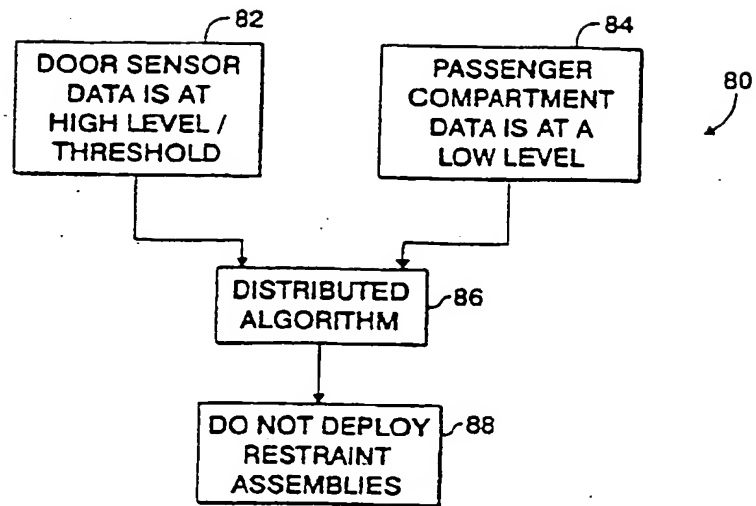 82
DOOR SENSOR
DATA IS AT
HIGH LEVEL /
THRESHOLD
84
PASSENGER
COMPARTMENT
DATA IS AT A
LOW LEVEL
80
DISTRIBUTED
ALGORITHM
86
DO NOT DEPLOY
RESTRAINT
ASSEMBLIES
88